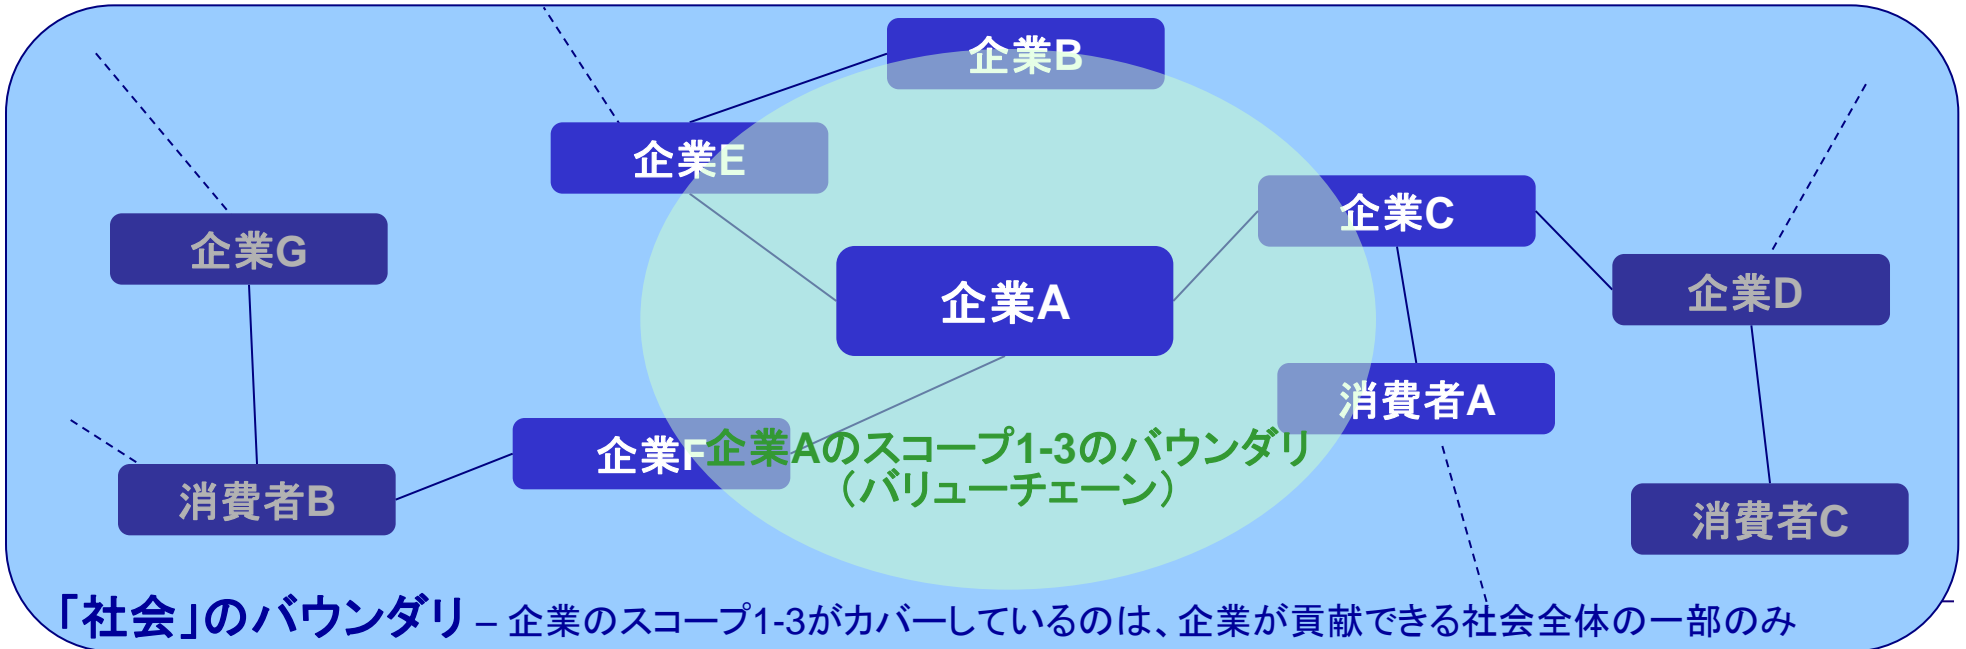 企業B
企業E
企業C
企業G
企業A
企業D
消費者A
企業F
企業Aのスコープ1-3のバウンダリ
（バリューチェーン）
消費者B
消費者C
「社会」のバウンダリ – 企業のスコープ1-3がカバーしているのは、企業が貢献できる社会全体の一部のみ